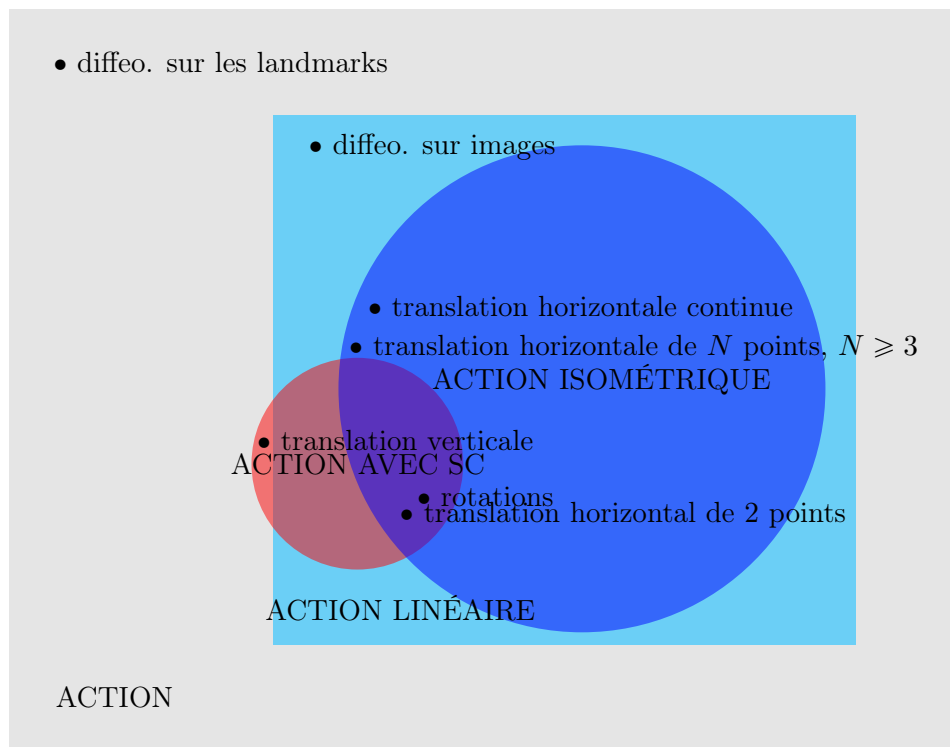 • diffeo. sur les landmarks
• diffeo. sur images
• translation horizontale continue
• translation horizontale de N points, N ⩾ 3
ACTION ISOMÉTRIQUE
• translation verticale
ACTION AVEC SC
• rotations
• translation horizontal de 2 points
ACTION LINÉAIRE
ACTION